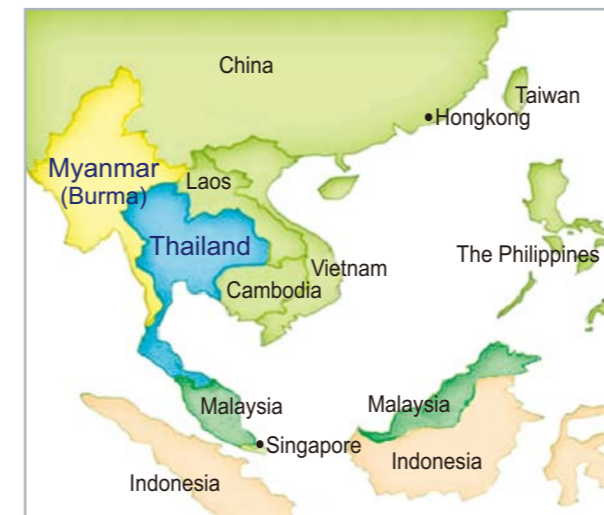 China
Taiwan
Hongkong
Myanmar
(Burma)
Laos
Thailand
Vietnam
The Philippines
Cambodia
Malaysia
Malaysia
Singapore
Indonesia
Indonesia